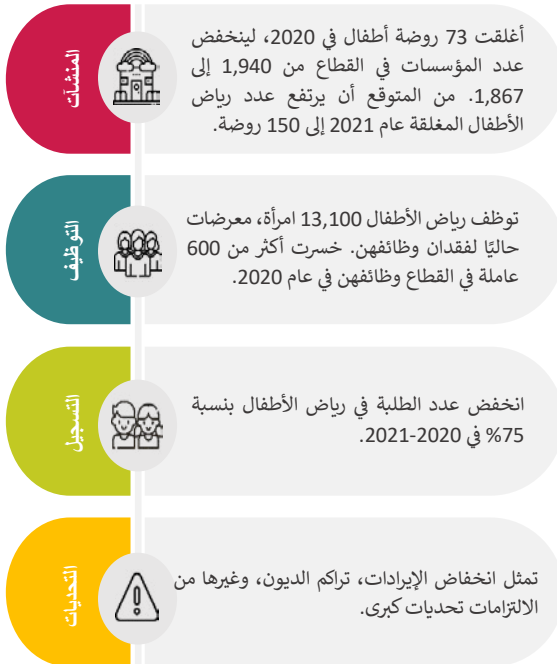 المنشآت
أغلقت 73 روضة أطفال في 2020، لينخفض
عدد المؤسسات في القطاع من 1,940 إلى
1,867. من المتوقع أن يرتفع عدد رياض
الأطفال المغلقة عام 2021 إلى 150 روضة.
التوظيف
توظف رياض الأطفال 13,100 امرأة، معرضات
حاليًا لفقدان وظائفهن. خسرت أكثر من 600
عاملة في القطاع وظائفهن في عام 2020.
التسجيل
انخفض عدد الطلبة في رياض الأطفال بنسبة
75% في 2020-2021.
التحديات
تمثل انخفاض الإيرادات، تراكم الديون، وغيرها من
الالتزامات تحديات كبرى.